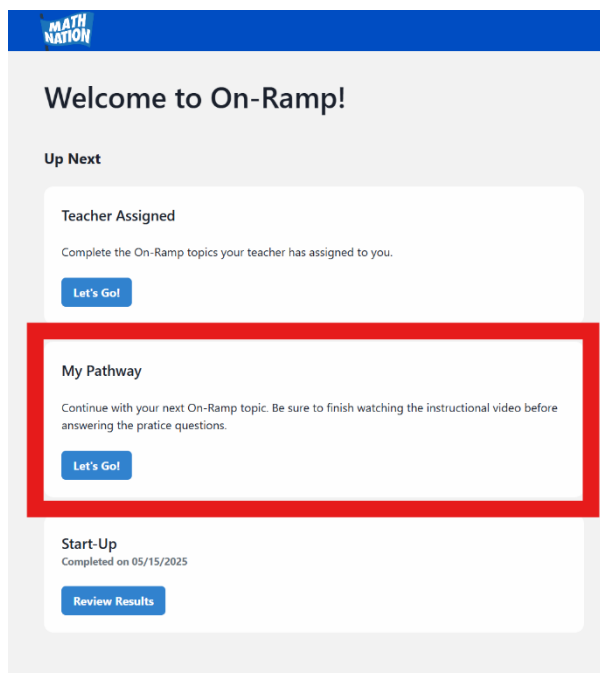 MATH
NATION
Welcome to On-Ramp!
Up Next
Teacher Assigned
Complete the On-Ramp topics your teacher has assigned to you.
Let's Go!
My Pathway
Continue with your next On-Ramp topic. Be sure to finish watching the instructional video before
answering the pratice questions.
Let's Go!
Start-Up
Completed on 05/15/2025
Review Results